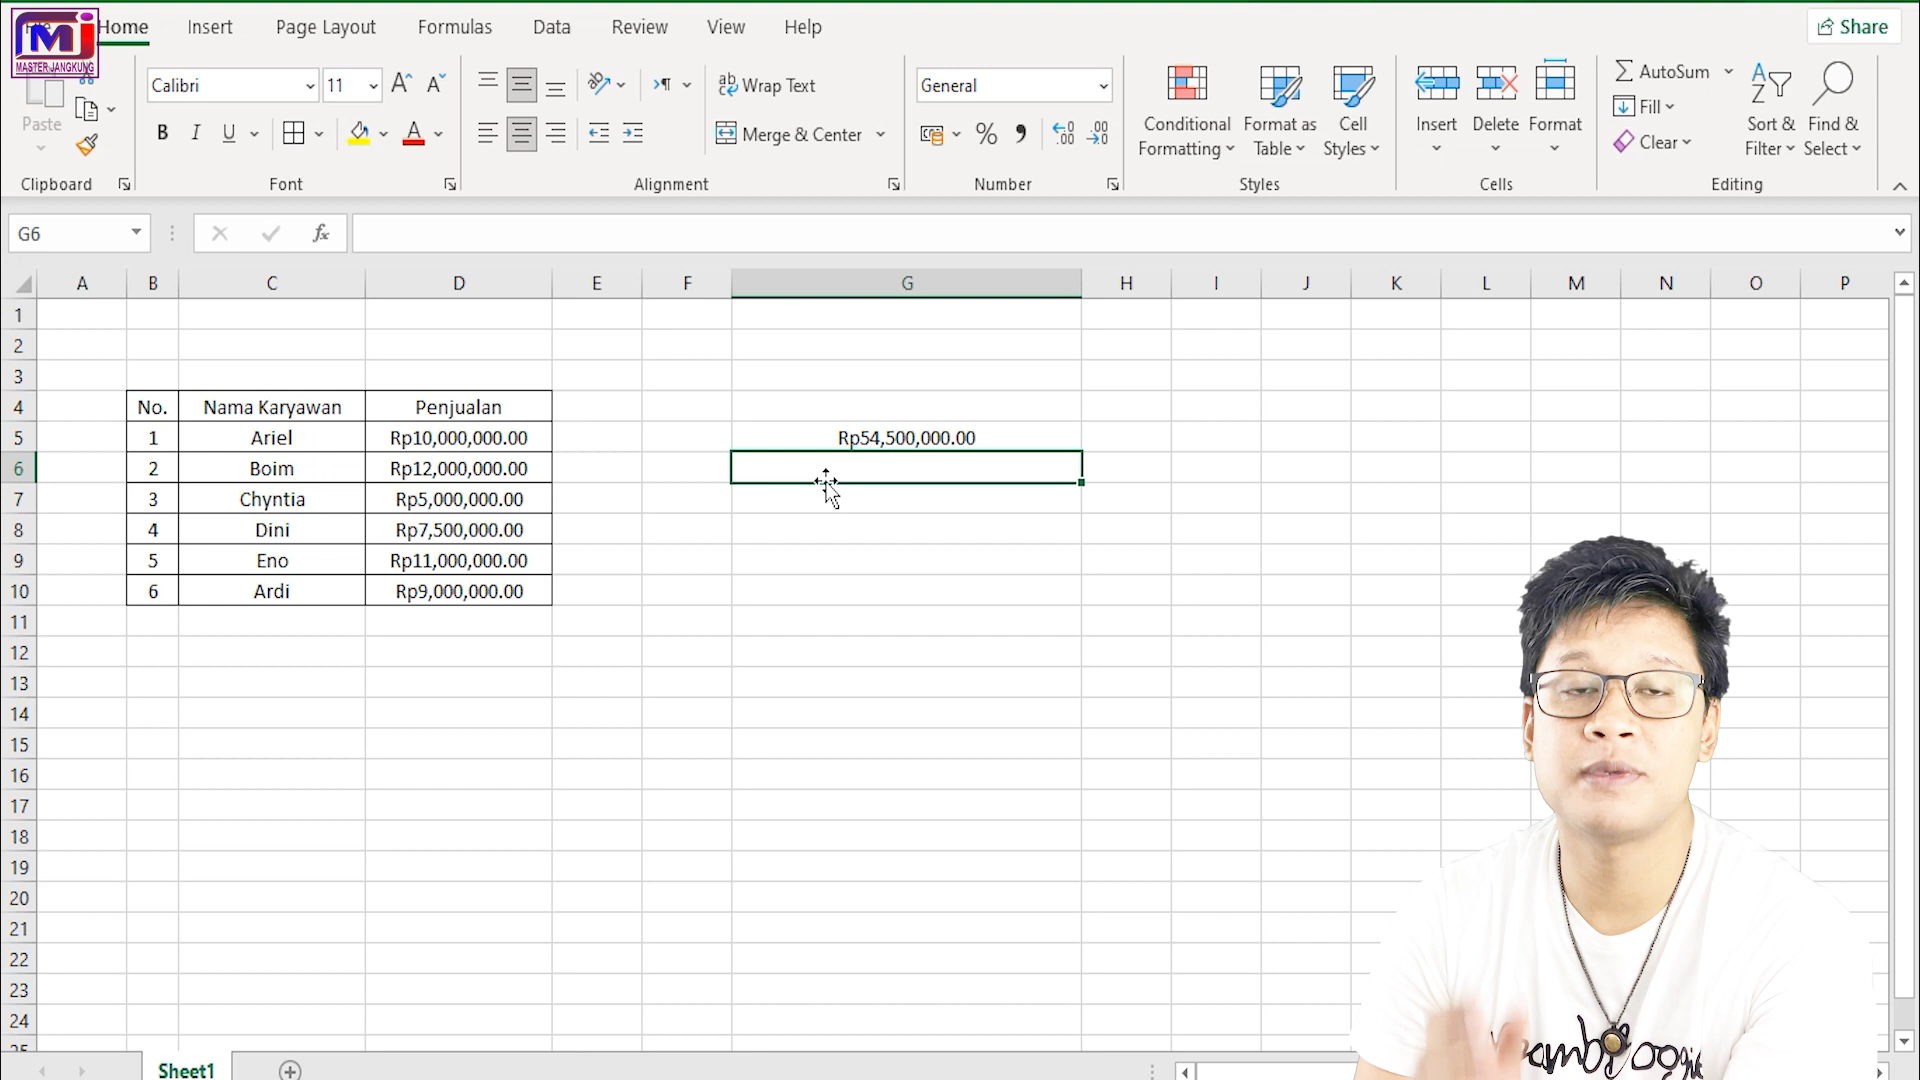 MASTER JANGKUNG
Home Insert Page Layout Formulas Data Review View Help Share
Paste
Clipboard
Calibri 11
B I U
Font
Wrap Text
Merge & Center
Alignment
General
% 
Number
Conditional Formatting
Format as Table
Cell Styles
Styles
Insert Delete Format
Cells
AutoSum
Fill
Clear
Sort & Filter
Find & Select
Editing
G6 fx
A B C D E F G H I J K L M N O P
1
2
3
4 No. Nama Karyawan Penjualan
5 1 Ariel Rp10,000,000.00 Rp54,500,000.00
6 2 Boim Rp12,000,000.00
7 3 Chyntia Rp5,000,000.00
8 4 Dini Rp7,500,000.00
9 5 Eno Rp11,000,000.00
10 6 Ardi Rp9,000,000.00
11
12
13
14
15
16
17
18
19
20
21
22
23
24
25
Sheet1